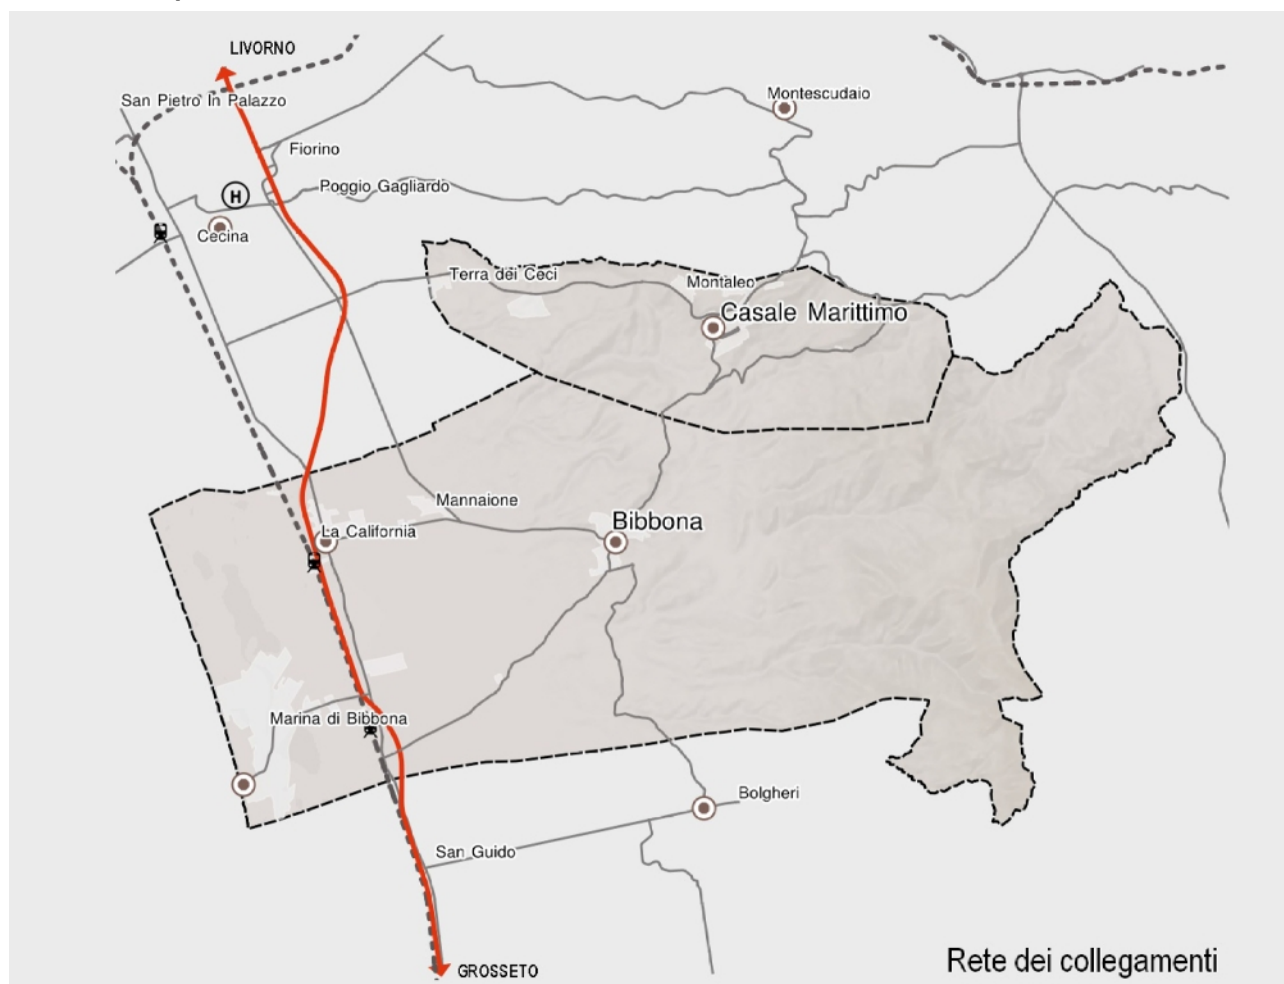 LIVORNO
Montescudaio
San Pietro in Palazzo
Fiorino
Poggio Gagliardo
H
Cecina
Terra dei Ceci
Montaleo
Casale Marittimo
Mannaione
Bibbona
La California
Marina di Bibbona
Bolgheri
San Guido
Rete dei collegamenti
GROSSETO